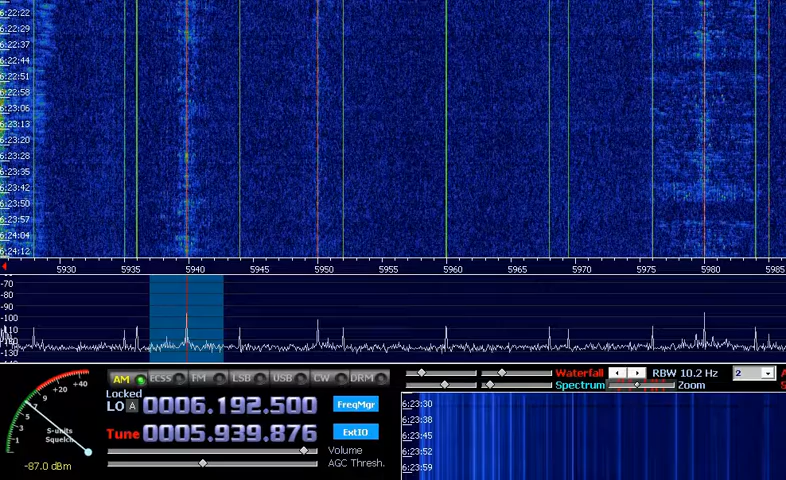 6:22:22
6:22:29
6:22:37
6:22:44
6:22:51
6:22:58
6:23:06
6:23:13
6:23:20
6:23:28
6:23:35
6:23:42
6:23:50
6:23:57
6:24:04
6:24:12
5930 5935 5940 5945 5950 5955 5960 5965 5970 5975 5980 5985
-70
-80
-90
-100
-110
-120
-130
+40
+20
9
7
5
3
1
S-units
Squelch
-87.0 dBm
AM ECSS FM LSB USB CW DRM
Locked
LO A 0006.192.500 FreqMgr
Tune 0005.939.876 ExtIO
Volume
AGC Thresh.
Waterfall RBW 10.2 Hz 2
Spectrum Zoom
6:23:30
6:23:38
6:23:45
6:23:52
6:23:59